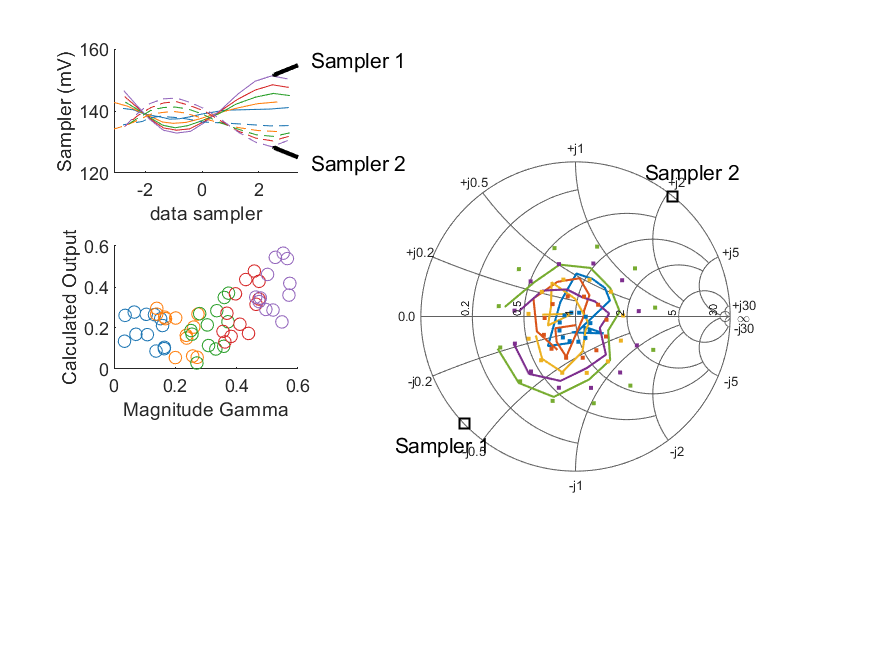 160
140
120
Sampler (mV)
-2
0
2
data sampler
Sampler 1
Sampler 2
0.6
0.4
0.2
0
Calculated Output
0
0.2
0.4
0.6
Magnitude Gamma
Sampler 2
+j1
+j2
+j0.5
+j5
+j0.2
+j30
0.0
0.2
0.5
1
2
5
30
∞
-j30
-j0.2
-j5
Sampler 1
-j0.5
-j2
-j1